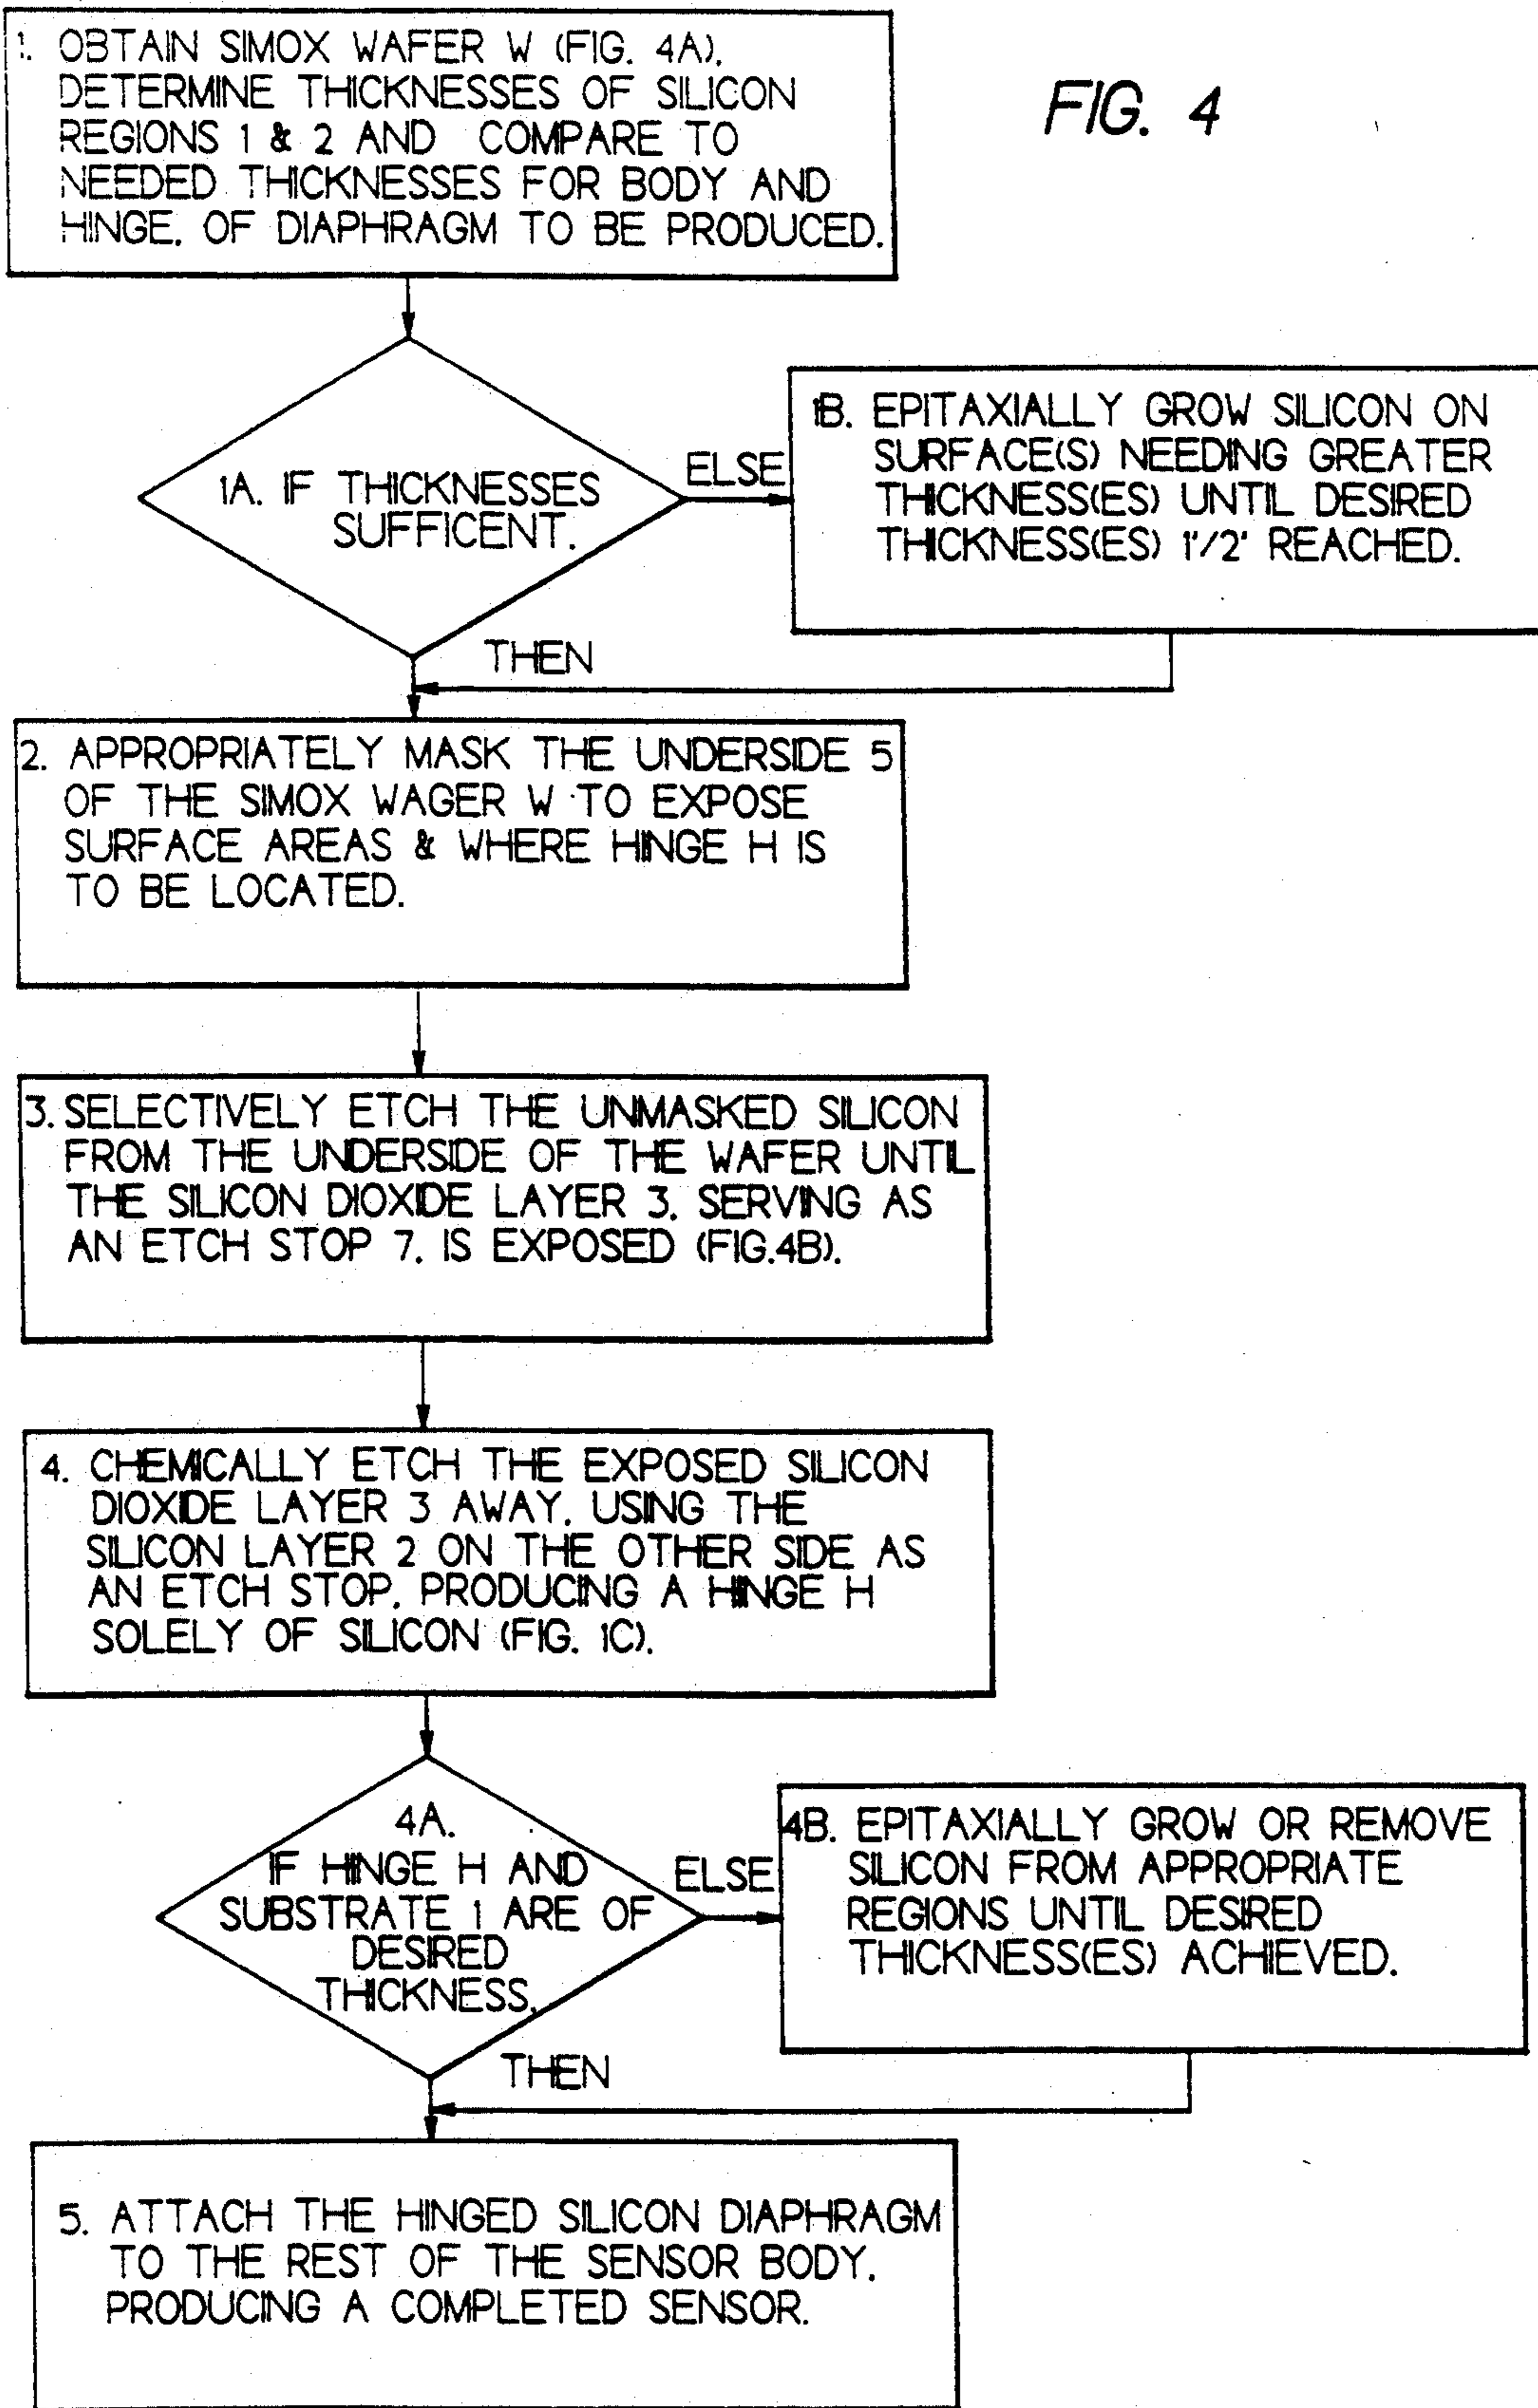 1. OBTAIN SIMOX WAFER W (FIG. 4A).
DETERMINE THICKNESSES OF SILICON
REGIONS 1 & 2 AND COMPARE TO
NEEDED THICKNESSES FOR BODY AND
HINGE. OF DIAPHRAGM TO BE PRODUCED.
FIG. 4
1A. IF THICKNESSES
SUFFICENT.
ELSE
1B. EPITAXIALLY GROW SILICON ON
SURFACE(S) NEEDING GREATER
THICKNESS(ES) UNTIL DESIRED
THICKNESS(ES) 1'/2' REACHED.
THEN
2. APPROPRIATELY MASK THE UNDERSIDE 5
OF THE SIMOX WAGER W TO EXPOSE
SURFACE AREAS & WHERE HINGE H IS
TO BE LOCATED.
3. SELECTIVELY ETCH THE UNMASKED SILICON
FROM THE UNDERSIDE OF THE WAFER UNTIL
THE SILICON DIOXIDE LAYER 3. SERVING AS
AN ETCH STOP 7. IS EXPOSED (FIG.4B).
4. CHEMICALLY ETCH THE EXPOSED SILICON
DIOXIDE LAYER 3 AWAY. USING THE
SILICON LAYER 2 ON THE OTHER SIDE AS
AN ETCH STOP. PRODUCING A HINGE H
SOLELY OF SILICON (FIG. 1C).
4A.
IF HINGE H AND
SUBSTRATE 1 ARE OF
DESIRED
THICKNESS.
ELSE
4B. EPITAXIALLY GROW OR REMOVE
SILICON FROM APPROPRIATE
REGIONS UNTIL DESIRED
THICKNESS(ES) ACHIEVED.
THEN
5. ATTACH THE HINGED SILICON DIAPHRAGM
TO THE REST OF THE SENSOR BODY.
PRODUCING A COMPLETED SENSOR.